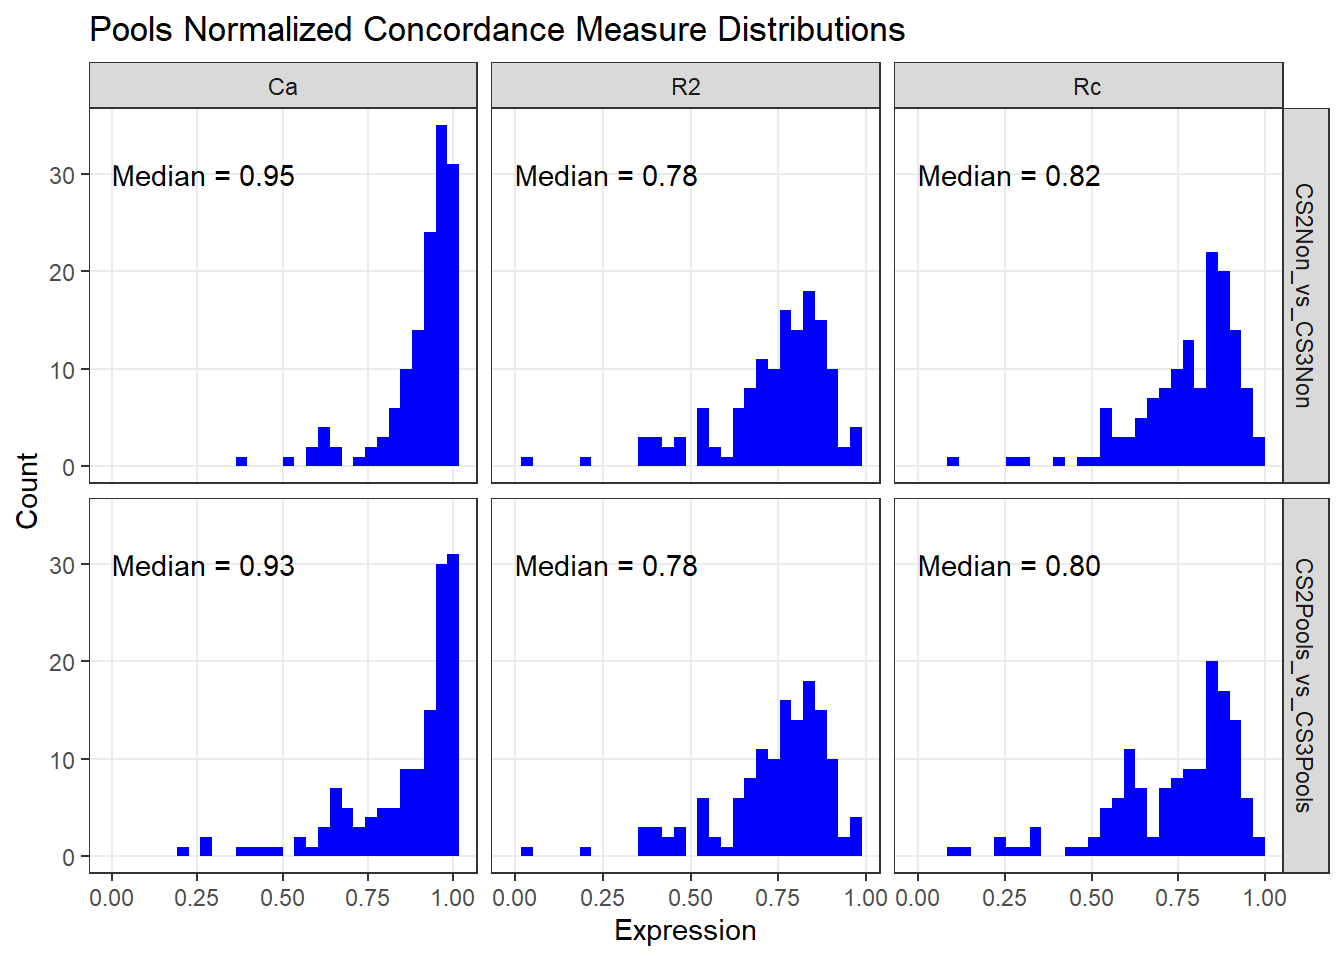 Pools Normalized Concordance Measure Distributions
Ca
R2
Rc
Median = 0.95
Median = 0.78
Median = 0.82
CS2Non_vs_CS3Non
30
20
10
0
Count
Median = 0.93
Median = 0.78
Median = 0.80
CS2Pools_vs_CS3Pools
30
20
10
0
0.00 0.25 0.50 0.75 1.00 0.00 0.25 0.50 0.75 1.00 0.00 0.25 0.50 0.75 1.00
Expression